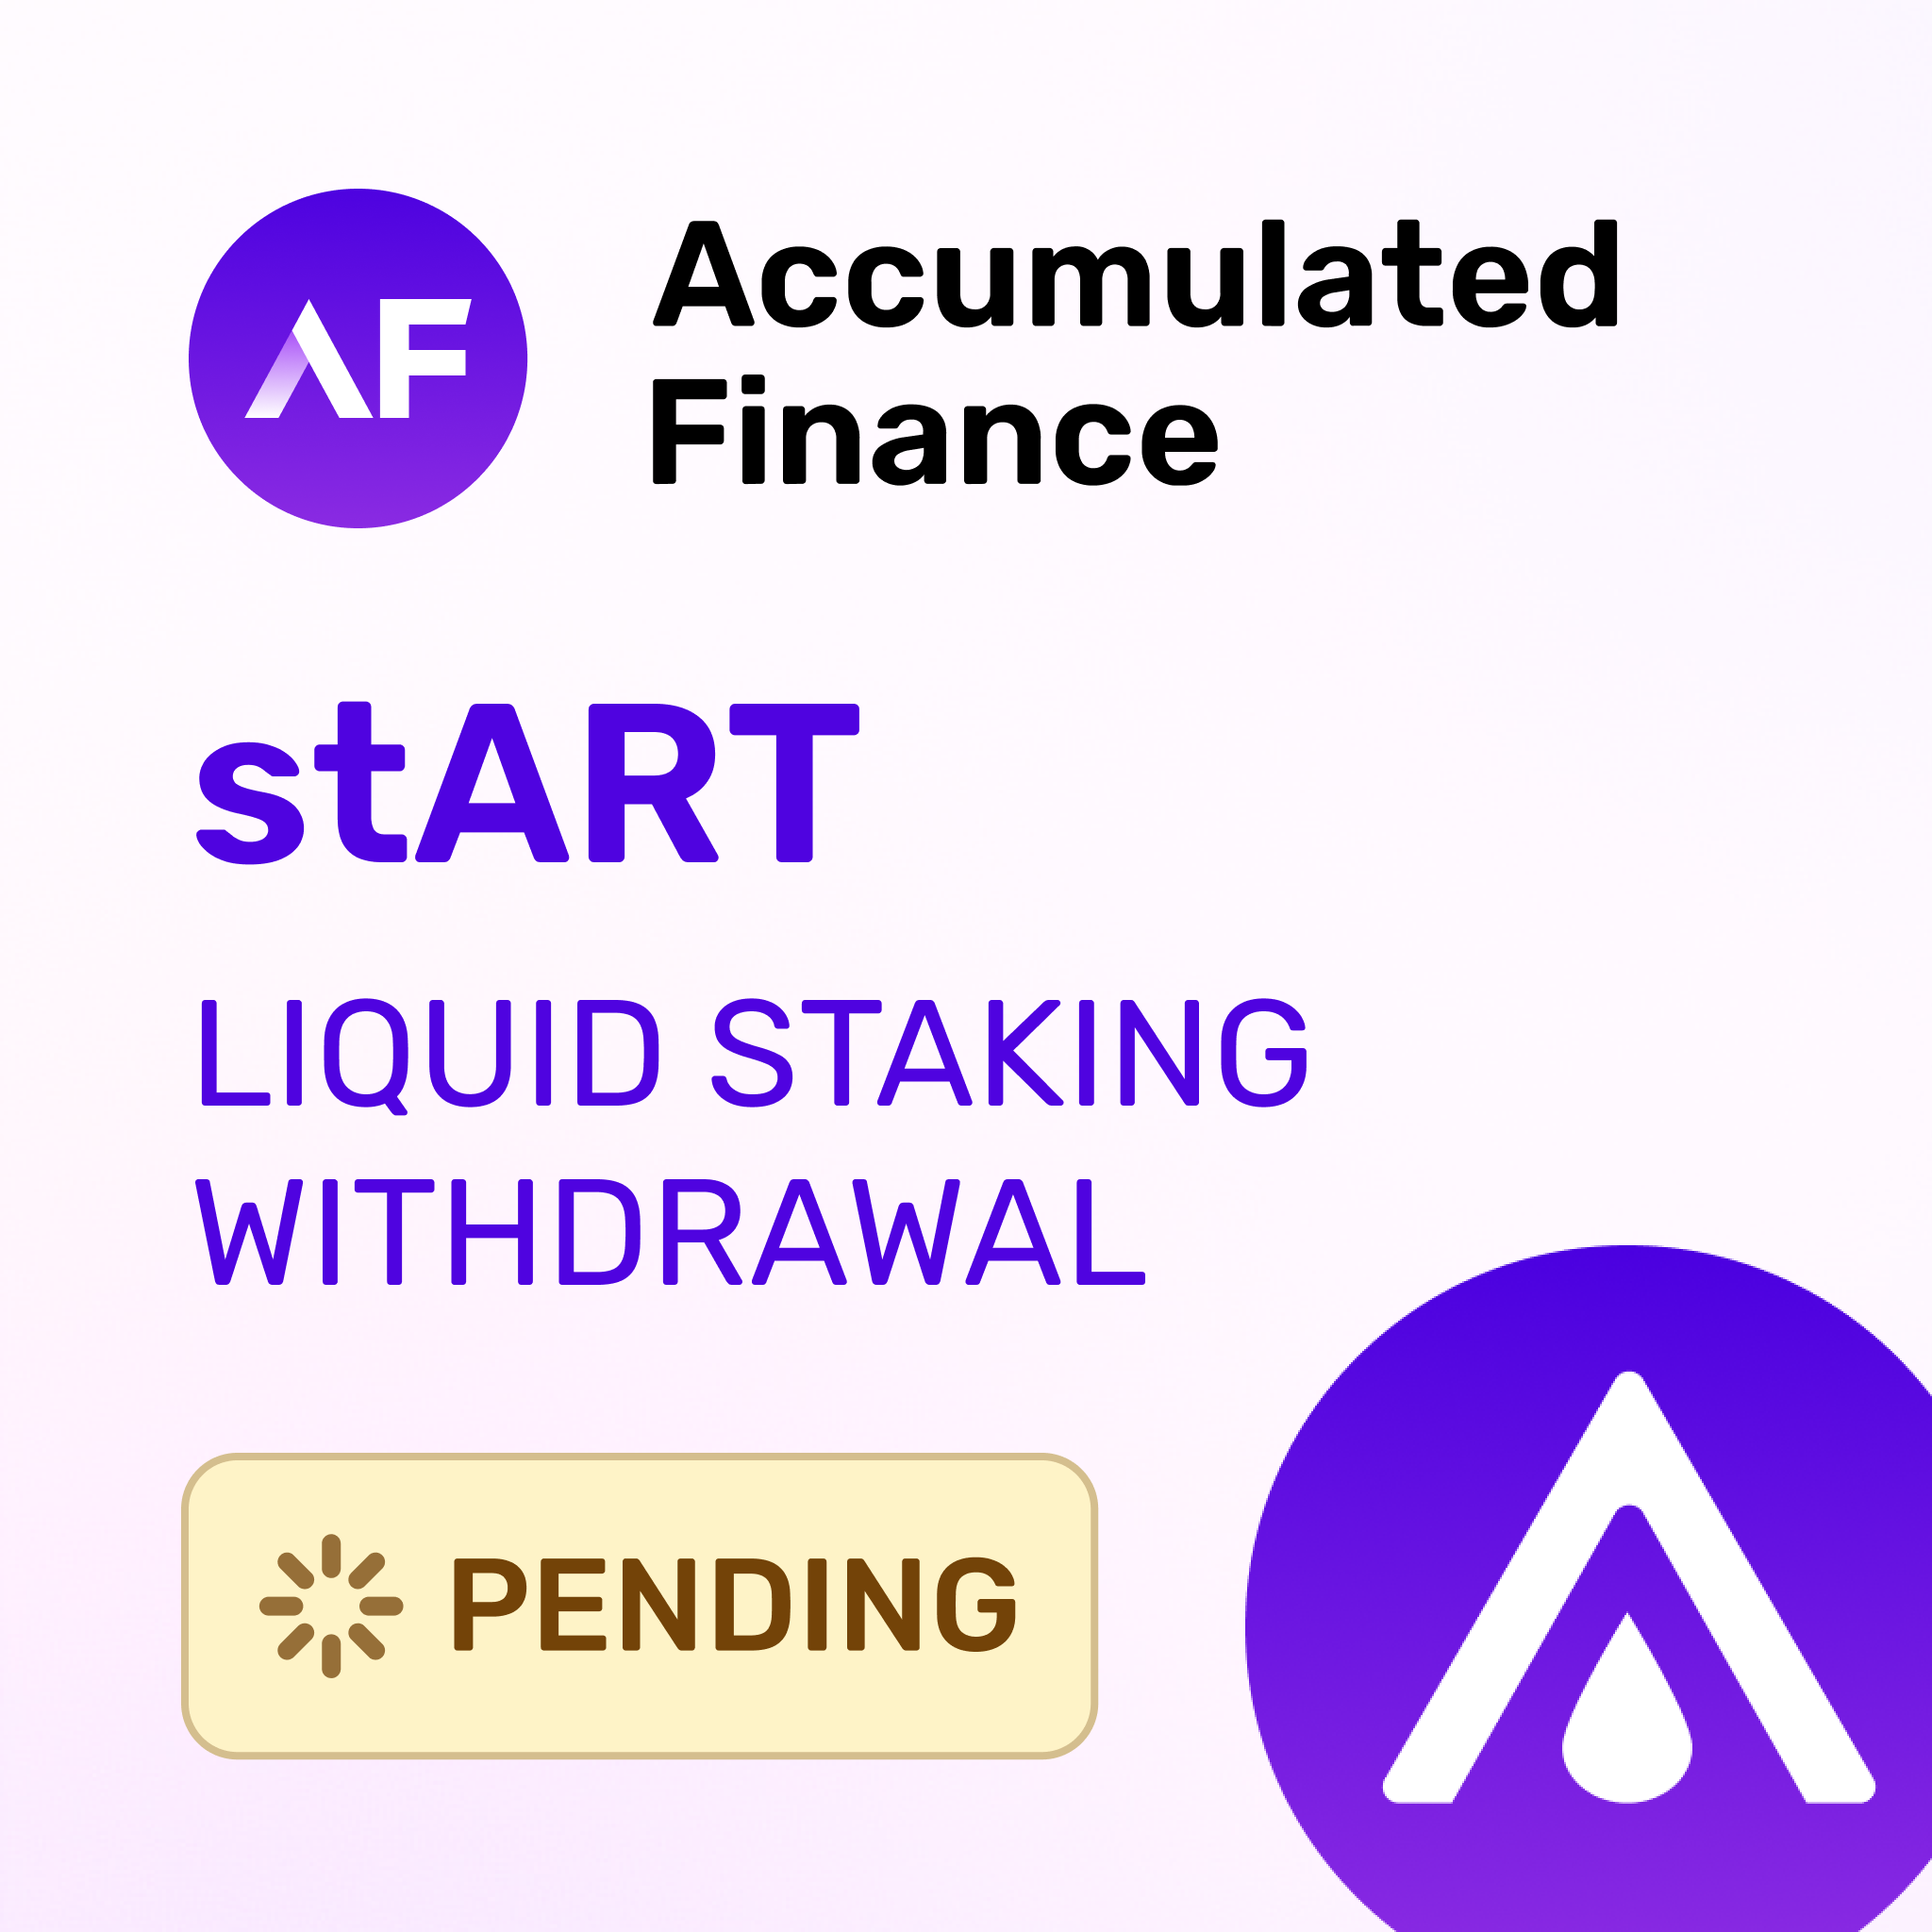 AF
Accumulated
Finance
stART
LIQUID STAKING
WITHDRAWAL
PENDING